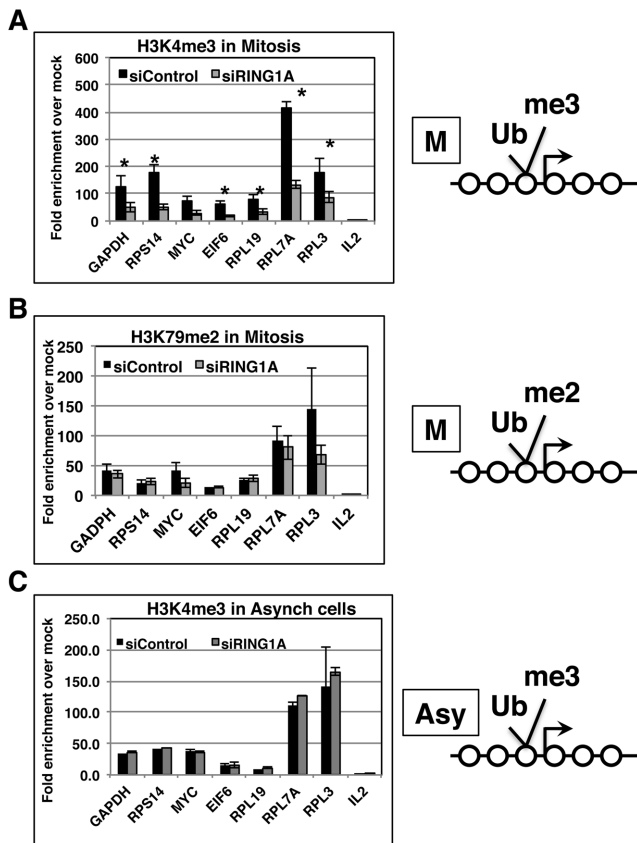 A
H3K4me3 in Mitosis
siControl siRING1A
Fold enrichment over mock
600
500
400
300
200
100
0
* * * * * *
GAPDH RPS14 MYC EIF6 RPL19 RPL7A RPL3 IL2
M
me3
Ub
B
H3K79me2 in Mitosis
siControl siRING1A
Fold enrichment over mock
250
200
150
100
50
0
GADPH RPS14 MYC EIF6 RPL19 RPL7A RPL3 IL2
M
me2
Ub
C
H3K4me3 in Asynch cells
siControl siRING1A
Fold enrichment over mock
250.0
200.0
150.0
100.0
50.0
0.0
GAPDH RPS14 MYC EIF6 RPL19 RPL7A RPL3 IL2
Asy
me3
Ub